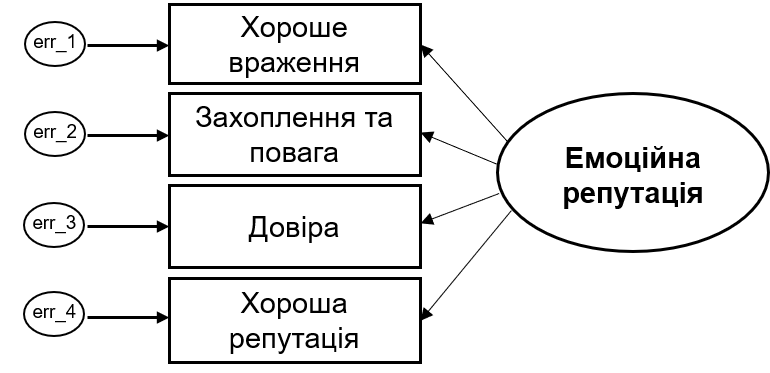 err_1
Хороше
враження
err_2
Захоплення та
повага
err_3
Довіра
err_4
Хороша
репутація
Емоційна
репутація